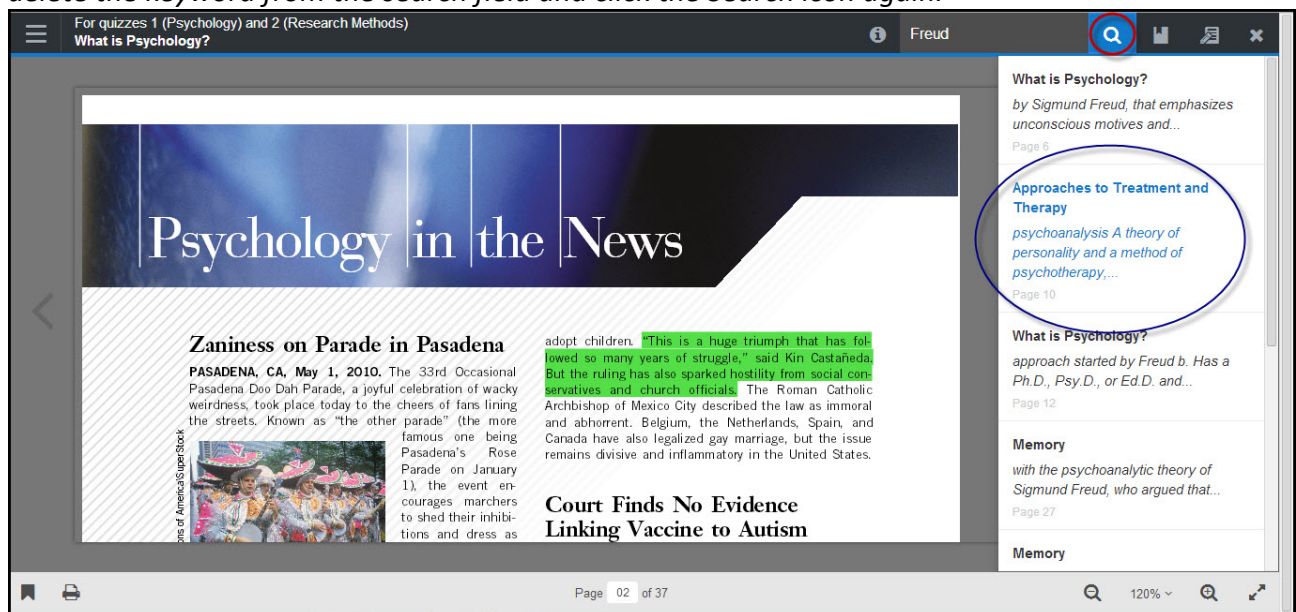 delete the keyword from the search field and click the Search icon again.
For quizzes 1 (Psychology) and 2 (Research Methods)
What is Psychology?
Freud
What is Psychology?
by Sigmund Freud, that emphasizes
unconscious motives and...
Page 6
Approaches to Treatment and
Therapy
psychoanalysis A theory of
personality and a method of
psychotherapy,...
Page 10
What is Psychology?
approach started by Freud b. Has a
Ph.D., Psy.D., or Ed.D. and...
Page 12
Memory
with the psychoanalytic theory of
Sigmund Freud, who argued that...
Page 27
Memory
Psychology in the News
Zaniness on Parade in Pasadena
PASADENA, CA, May 1, 2010. The 33rd Occasional
Pasadena Doo Dah Parade, a joyful celebration of wacky
weirdness, took place today to the cheers of fans lining
the streets. Known as "the other parade" (the more
famous one being
Pasadena's Rose
Parade on January
1), the event en-
courages marchers
to shed their inhibi-
tions and dress as
of America\SuperStock
adopt children. "This is a huge triumph that has fol-
lowed so many years of struggle," said Kin Castañeda.
But the ruling has also sparked hostility from social con-
servatives and church officials. The Roman Catholic
Archbishop of Mexico City described the law as immoral
and abhorrent. Belgium, the Netherlands, Spain, and
Canada have also legalized gay marriage, but the issue
remains divisive and inflammatory in the United States.
Court Finds No Evidence
Linking Vaccine to Autism
Page 02 of 37
120%